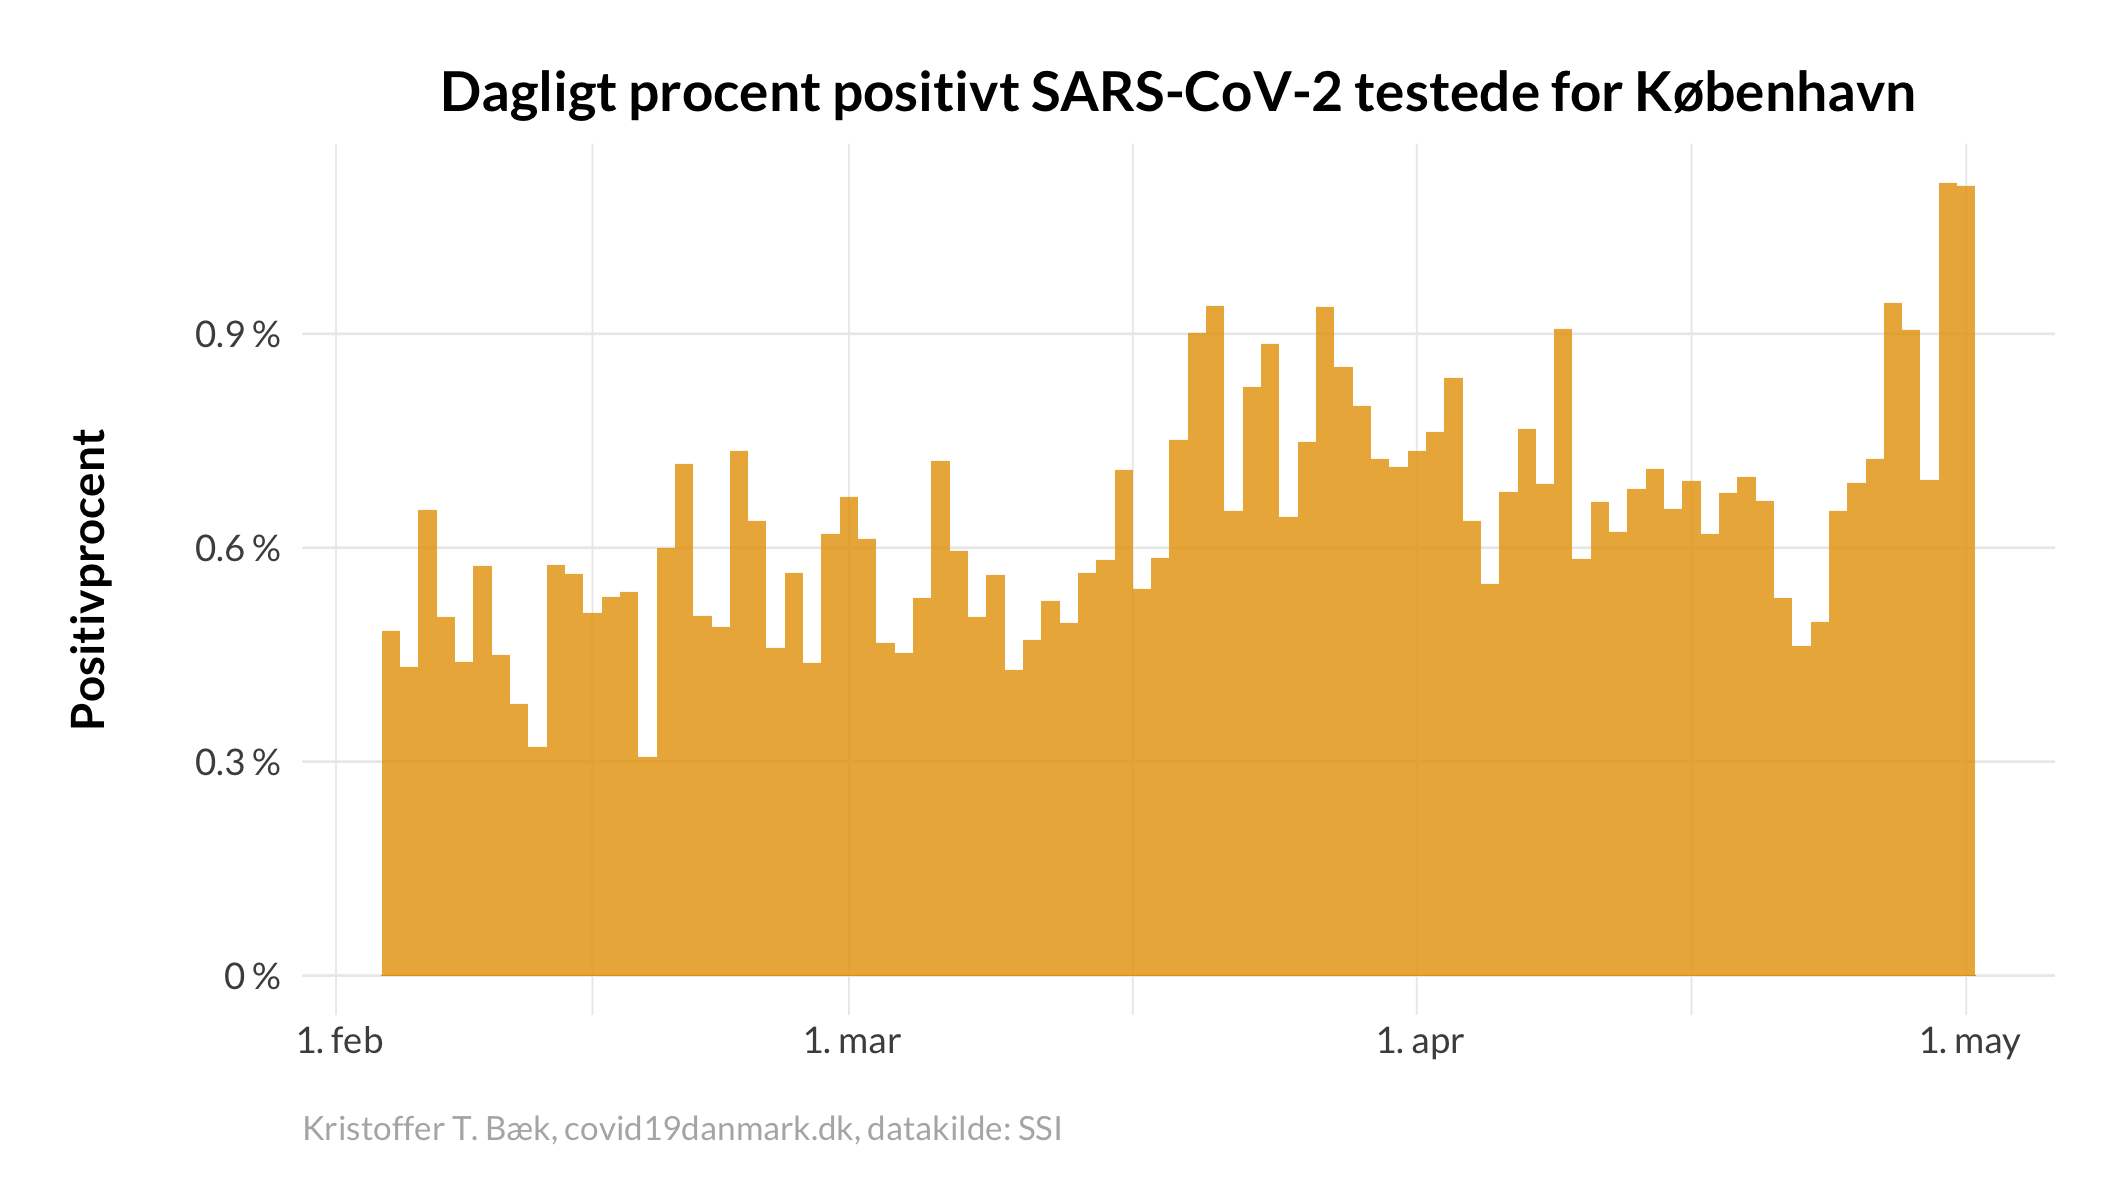 Dagligt procent positivt SARS-CoV-2 testede for København
Positivprocent
0.9 %
0.6 %
0.3 %
0 %
1. feb
1. mar
1. apr
1. may
Kristoffer T. Bæk, covid19danmark.dk, datakilde: SSI